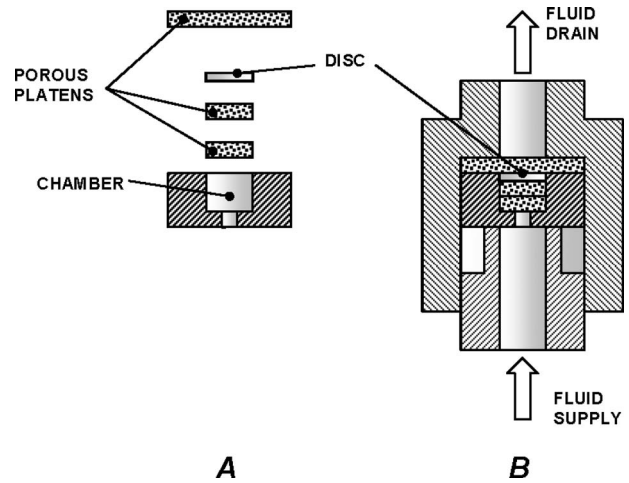 FLUID
DRAIN
DISC
POROUS
PLATENS
CHAMBER
FLUID
SUPPLY
A
B